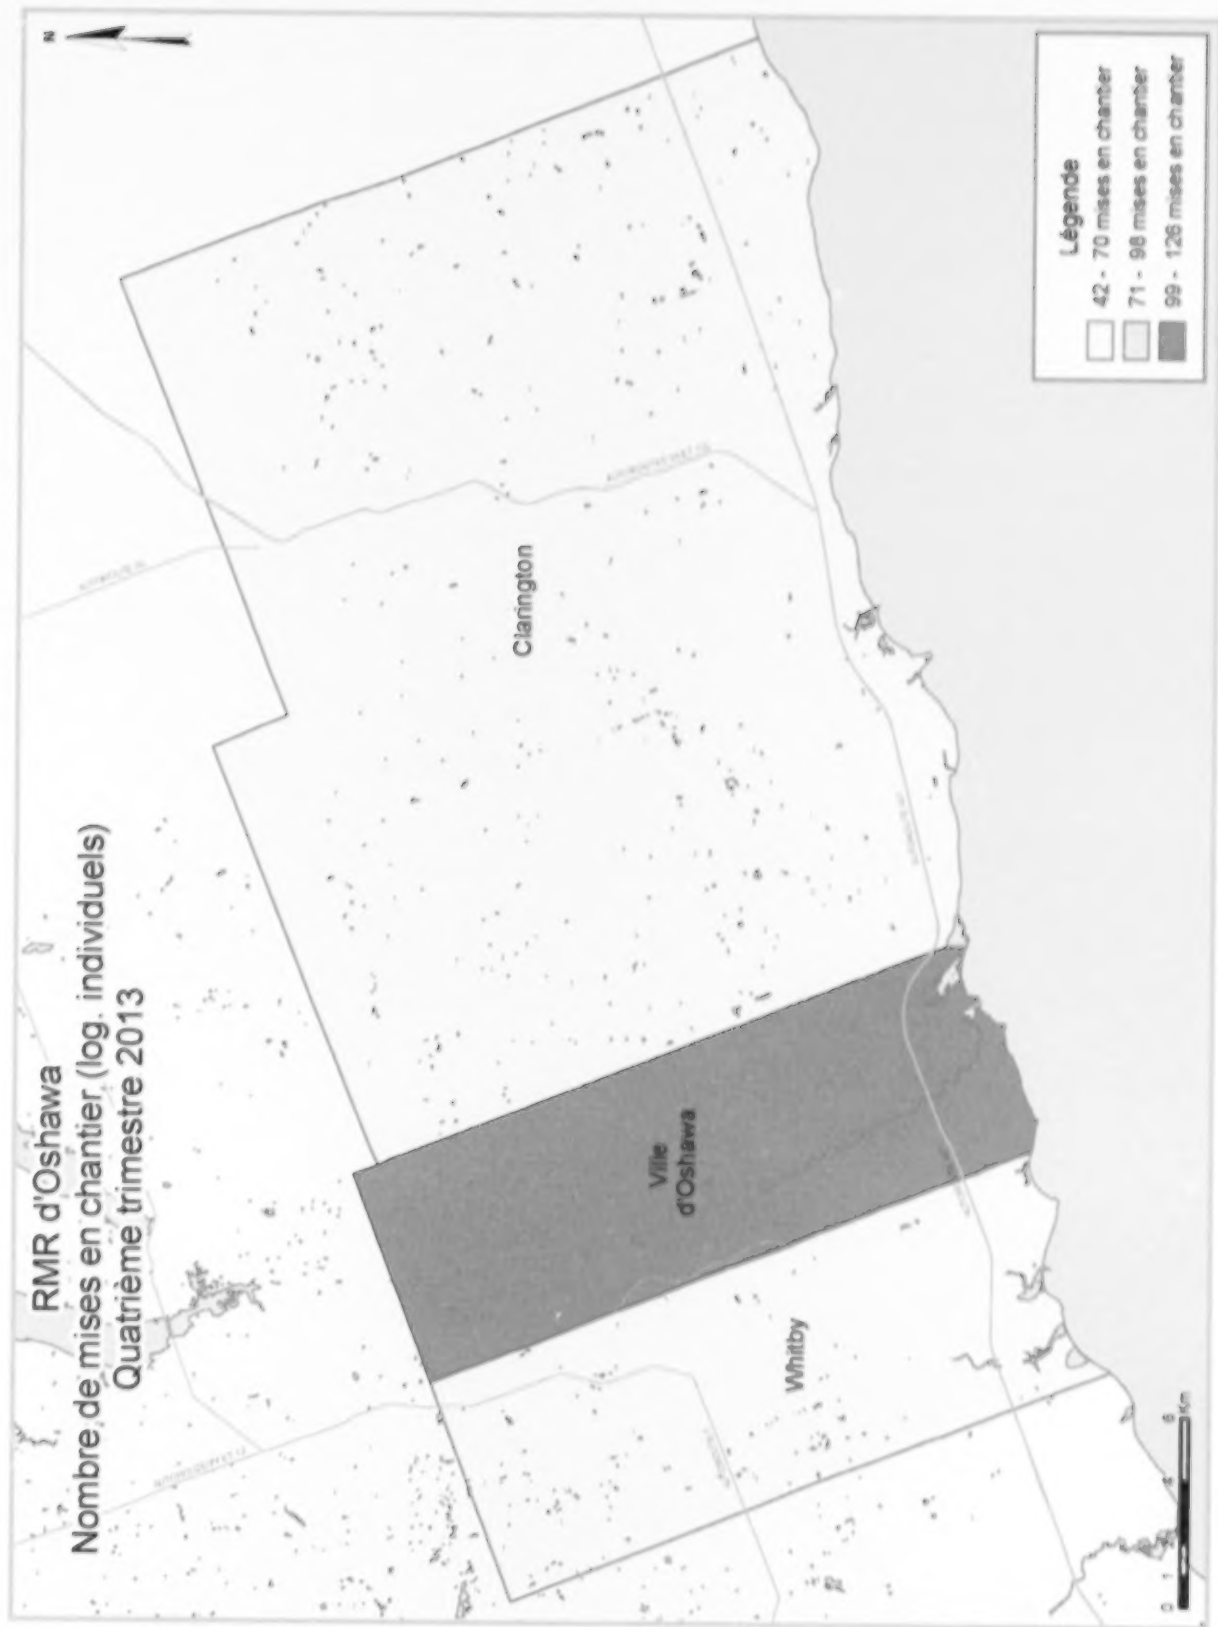 RMR d'Oshawa
Nombre de mises en chantier (log. individuels)
Quatrième trimestre 2013
N
Clarington
Ville
d'Oshawa
Whitby
Légende
42 - 70 mises en chantier
71 - 98 mises en chantier
99 - 126 mises en chantier
0 1 2 4 6
Km